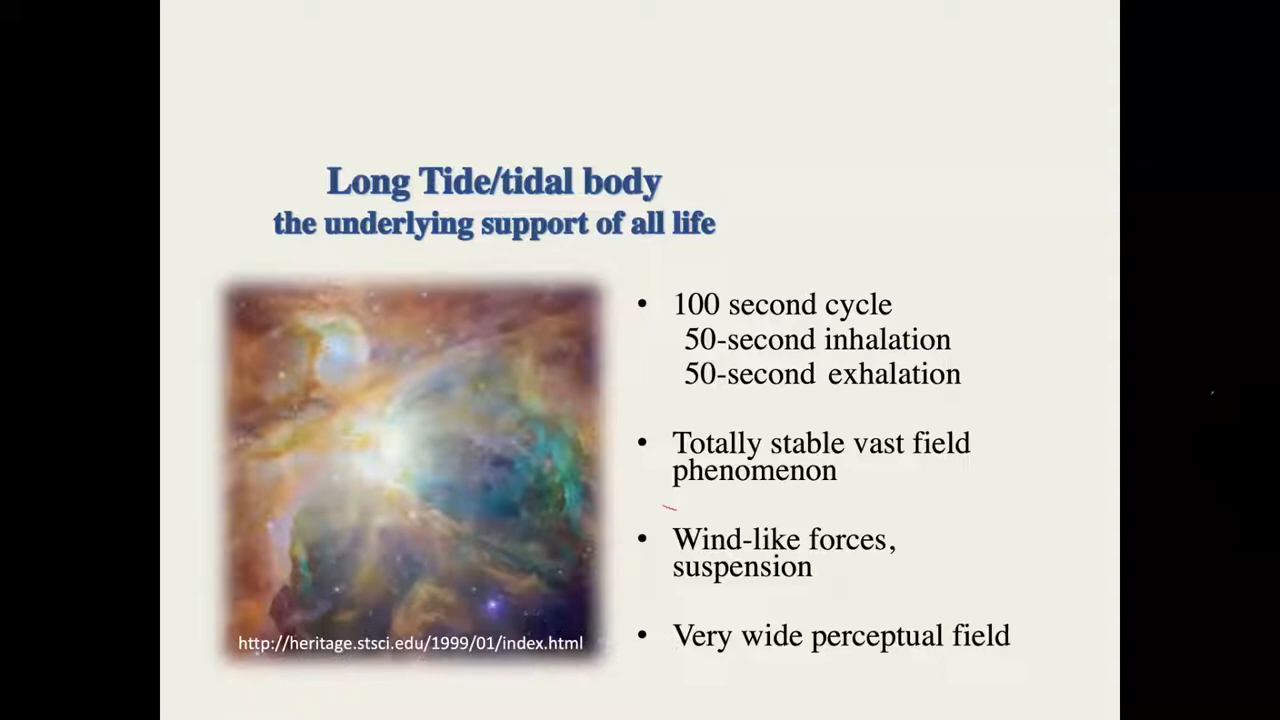 Long Tide/tidal body
the underlying support of all life
• 100 second cycle
50-second inhalation
50-second exhalation
• Totally stable vast field
phenomenon
• Wind-like forces,
suspension
• Very wide perceptual field
http://heritage.stsci.edu/1999/01/index.html